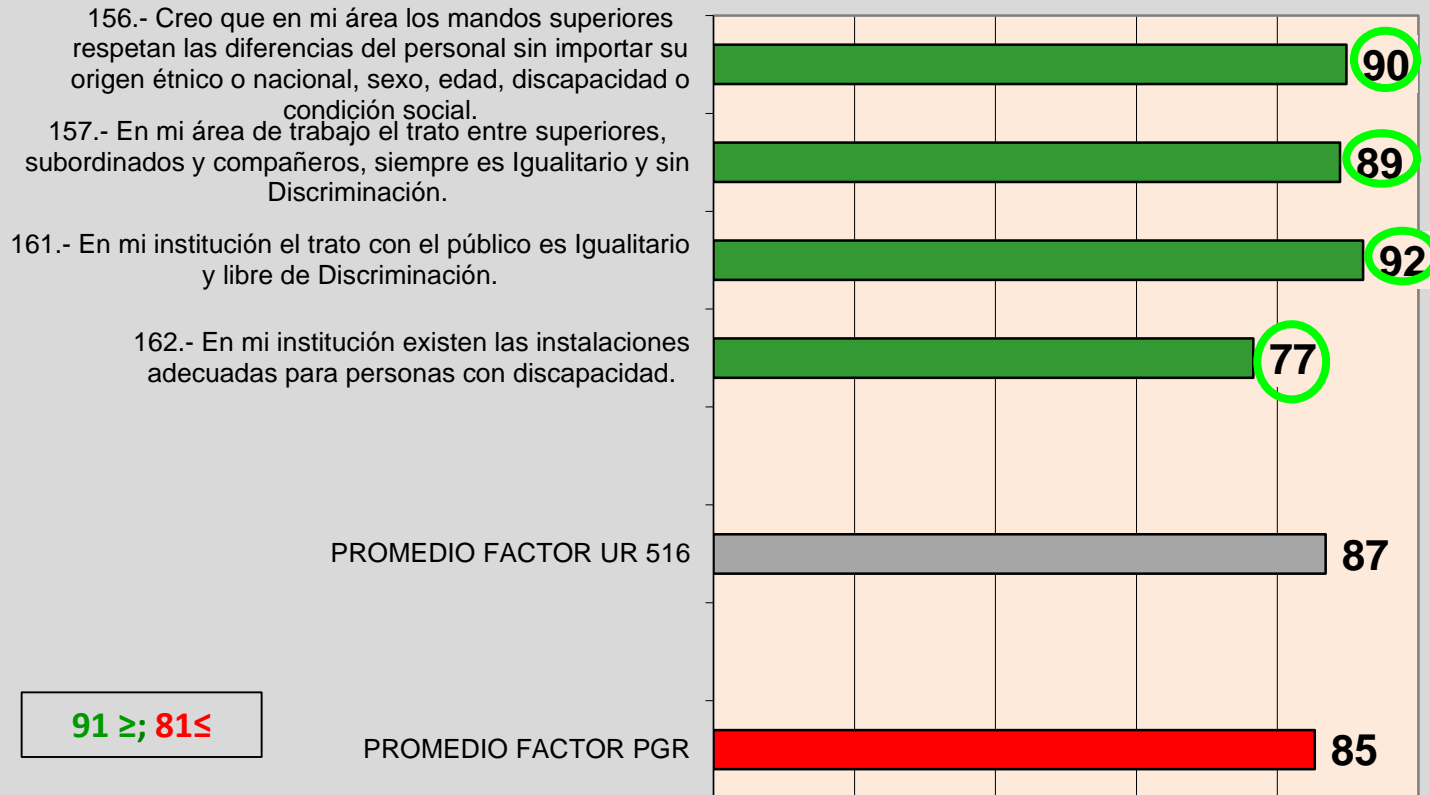 156.- Creo que en mi área los mandos superiores
respetan las diferencias del personal sin importar su
origen étnico o nacional, sexo, edad, discapacidad o
condición social.
90
157.- En mi área de trabajo el trato entre superiores,
subordinados y compañeros, siempre es Igualitario y sin
Discriminación.
89
161.- En mi institución el trato con el público es Igualitario
y libre de Discriminación.
92
162.- En mi institución existen las instalaciones
adecuadas para personas con discapacidad.
77
PROMEDIO FACTOR UR 516
87
91 ≥; 81≤
PROMEDIO FACTOR PGR
85